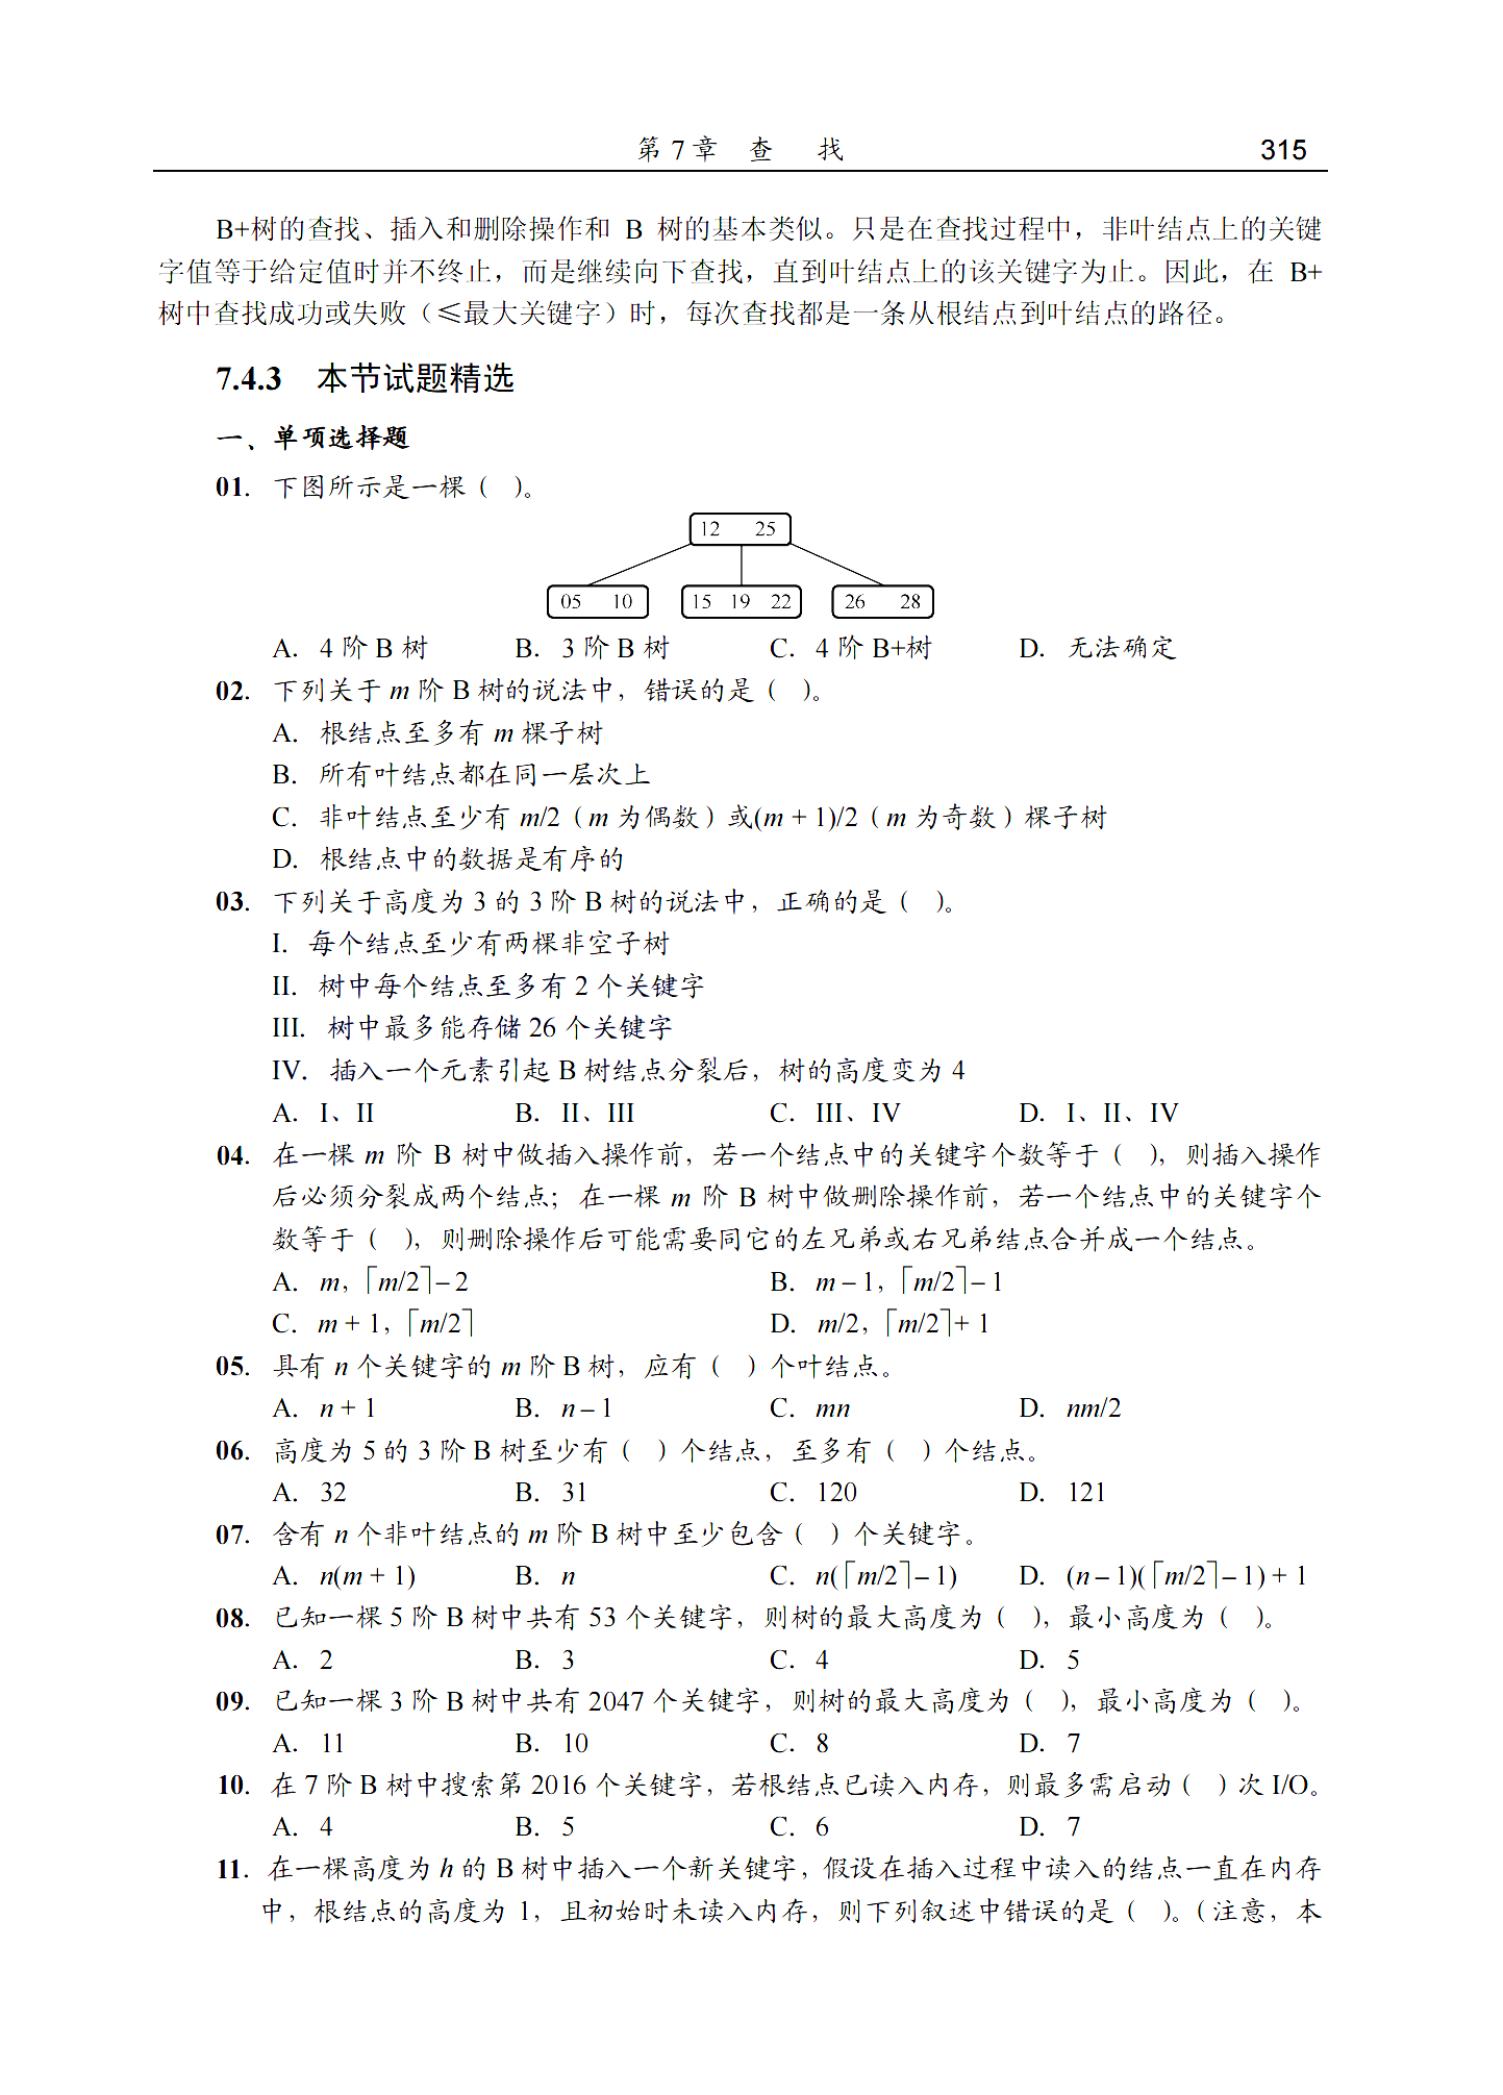 第 7 章 查 找 315
B+树的查找、插入和删除操作和 B 树的基本类似。只是在查找过程中，非叶结点上的关键
字值等于给定值时并不终止，而是继续向下查找，直到叶结点上的该关键字为止。因此，在 B+
树中查找成功或失败（≤最大关键字）时，每次查找都是一条从根结点到叶结点的路径。
7.4.3 本节试题精选
一、单项选择题
01. 下图所示是一棵（ ）。
12 25
05 10 15 19 22 26 28
A. 4 阶 B 树 B. 3 阶 B 树 C. 4 阶 B+树 D. 无法确定
02. 下列关于 m 阶 B 树的说法中，错误的是（ ）。
A. 根结点至多有 m 棵子树
B. 所有叶结点都在同一层次上
C. 非叶结点至少有 m/2（m 为偶数）或(m + 1)/2（m 为奇数）棵子树
D. 根结点中的数据是有序的
03. 下列关于高度为 3 的 3 阶 B 树的说法中，正确的是（ ）。
I. 每个结点至少有两棵非空子树
II. 树中每个结点至多有 2 个关键字
III. 树中最多能存储 26 个关键字
IV. 插入一个元素引起 B 树结点分裂后，树的高度变为 4
A. I、II B. II、III C. III、IV D. I、II、IV
04. 在一棵 m 阶 B 树中做插入操作前，若一个结点中的关键字个数等于（ ），则插入操作
后必须分裂成两个结点；在一棵 m 阶 B 树中做删除操作前，若一个结点中的关键字个
数等于（ ），则删除操作后可能需要同它的左兄弟或右兄弟结点合并成一个结点。
A. m，⌈m/2⌉– 2 B. m – 1，⌈m/2⌉– 1
C. m + 1，⌈m/2⌉ D. m/2，⌈m/2⌉+ 1
05. 具有 n 个关键字的 m 阶 B 树，应有（ ）个叶结点。
A. n + 1 B. n – 1 C. mn D. nm/2
06. 高度为 5 的 3 阶 B 树至少有（ ）个结点，至多有（ ）个结点。
A. 32 B. 31 C. 120 D. 121
07. 含有 n 个非叶结点的 m 阶 B 树中至少包含（ ）个关键字。
A. n(m + 1) B. n C. n(⌈m/2⌉– 1) D. (n – 1)(⌈m/2⌉– 1) + 1
08. 已知一棵 5 阶 B 树中共有 53 个关键字，则树的最大高度为（ ），最小高度为（ ）。
A. 2 B. 3 C. 4 D. 5
09. 已知一棵 3 阶 B 树中共有 2047 个关键字，则树的最大高度为（ ），最小高度为（ ）。
A. 11 B. 10 C. 8 D. 7
10. 在 7 阶 B 树中搜索第 2016 个关键字，若根结点已读入内存，则最多需启动（ ）次 I/O。
A. 4 B. 5 C. 6 D. 7
11. 在一棵高度为 h 的 B 树中插入一个新关键字，假设在插入过程中读入的结点一直在内存
中，根结点的高度为 1，且初始时未读入内存，则下列叙述中错误的是（ ）。（注意，本